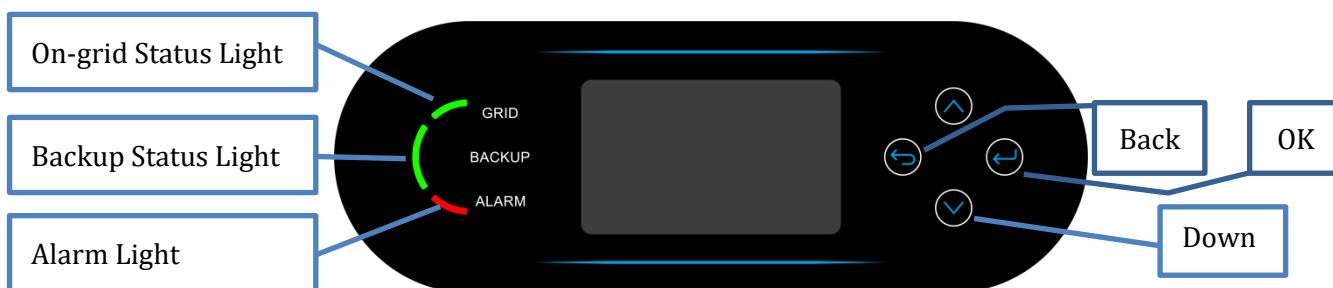 On-grid Status Light
Backup Status Light
Alarm Light
GRID
BACKUP
ALARM
Back
OK
Down